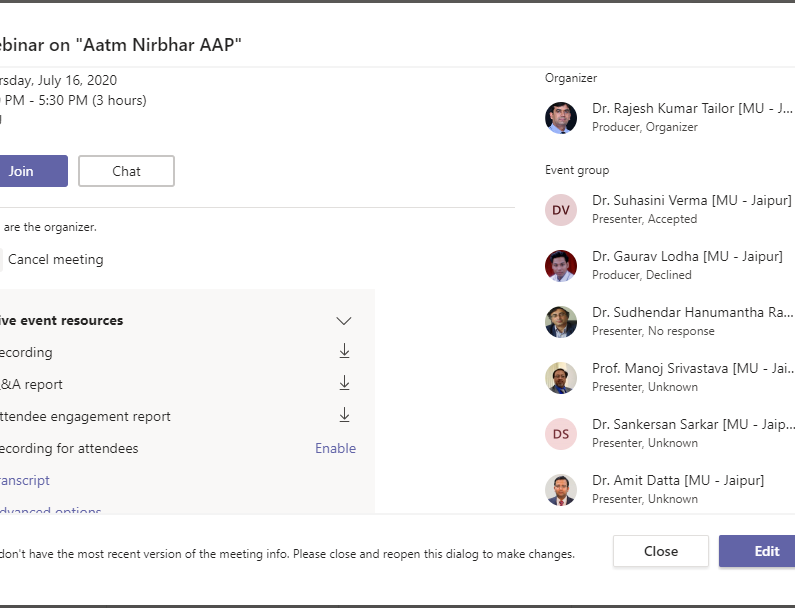 ebinar on "Aatm Nirbhar AAP"
rsday, July 16, 2020
PM - 5:30 PM (3 hours)
Join
Chat
are the organizer.
Cancel meeting
ive event resources
ecording
&A report
ttendee engagement report
ecording for attendees
Enable
anscript
dvanced options
Organizer
Dr. Rajesh Kumar Tailor [MU - J...
Producer, Organizer
Event group
DV
Dr. Suhasini Verma [MU - Jaipur]
Presenter, Accepted
Dr. Gaurav Lodha [MU - Jaipur]
Producer, Declined
Dr. Sudhendar Hanumantha Ra...
Presenter, No response
Prof. Manoj Srivastava [MU - Jai...
Presenter, Unknown
DS
Dr. Sankersan Sarkar [MU - Jaip...
Presenter, Unknown
Dr. Amit Datta [MU - Jaipur]
Presenter, Unknown
don't have the most recent version of the meeting info. Please close and reopen this dialog to make changes.
Close
Edit